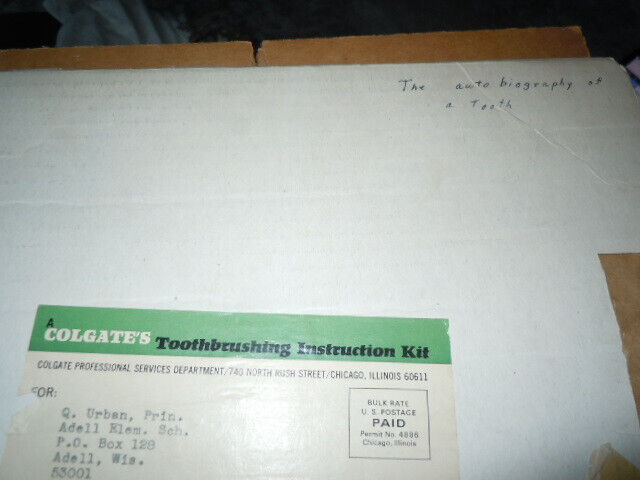 The autobiography of
a Tooth
A
COLGATE'S Toothbrushing Instruction Kit
COLGATE PROFESSIONAL SERVICES DEPARTMENT/740 NORTH RUSH STREET/CHICAGO, ILLINOIS 60611
FOR:
Q. Urban, Prin.
Adell Elem. Sch.
P.O. Box 128
Adell, Wis.
53001
BULK RATE
U.S. POSTAGE
PAID
Permit No. 4886
Chicago, Illinois